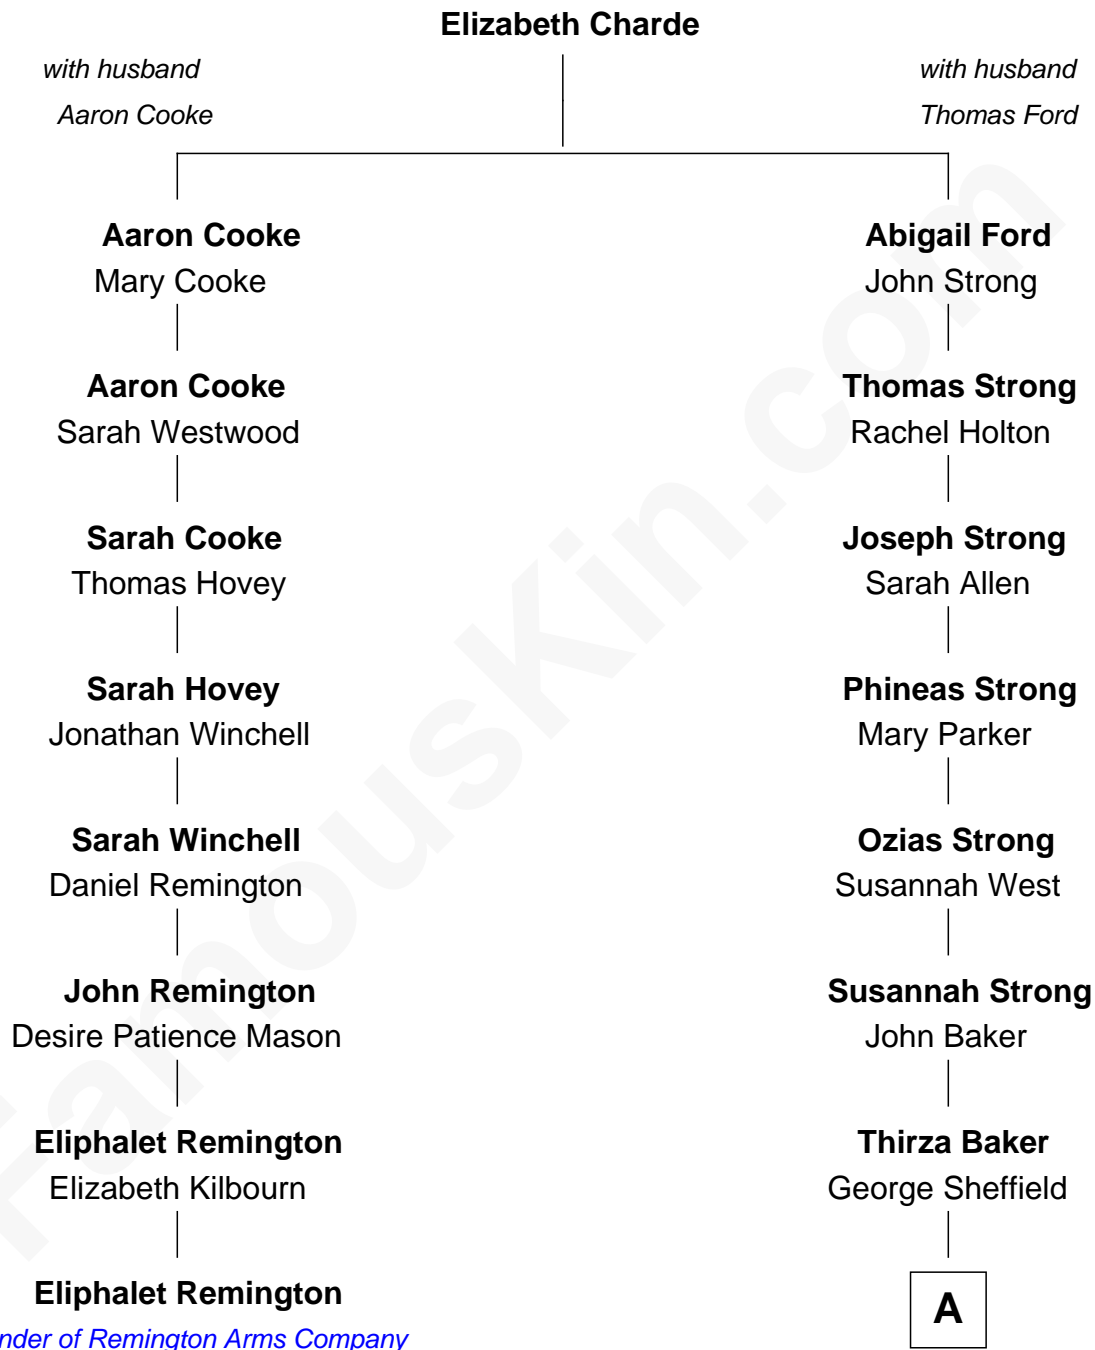 Elizabeth Charde
with husband
Aaron Cooke
with husband
Thomas Ford
Aaron Cooke
Mary Cooke
Abigail Ford
John Strong
Aaron Cooke
Sarah Westwood
Thomas Strong
Rachel Holton
Sarah Cooke
Thomas Hovey
Joseph Strong
Sarah Allen
Sarah Hovey
Jonathan Winchell
Phineas Strong
Mary Parker
Sarah Winchell
Daniel Remington
Ozias Strong
Susannah West
John Remington
Desire Patience Mason
Susannah Strong
John Baker
Eliphalet Remington
Elizabeth Kilbourn
Thirza Baker
George Sheffield
Eliphalet Remington
nder of Remington Arms Company
A
FamousKin.com